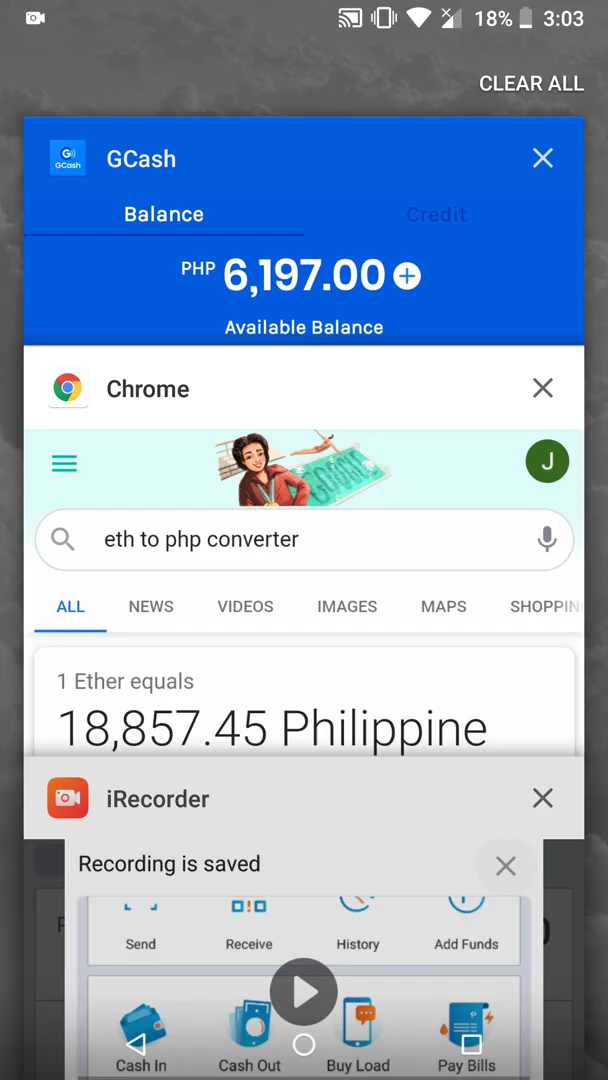 18% 3:03
CLEAR ALL
G
GCash
GCash
Balance Credit
PHP 6,197.00
Available Balance
Chrome
J
eth to php converter
ALL NEWS VIDEOS IMAGES MAPS SHOPPIN
1 Ether equals
18,857.45 Philippine
iRecorder
Recording is saved
Send Receive History Add Funds
Cash In Cash Out Buy Load Pay Bills